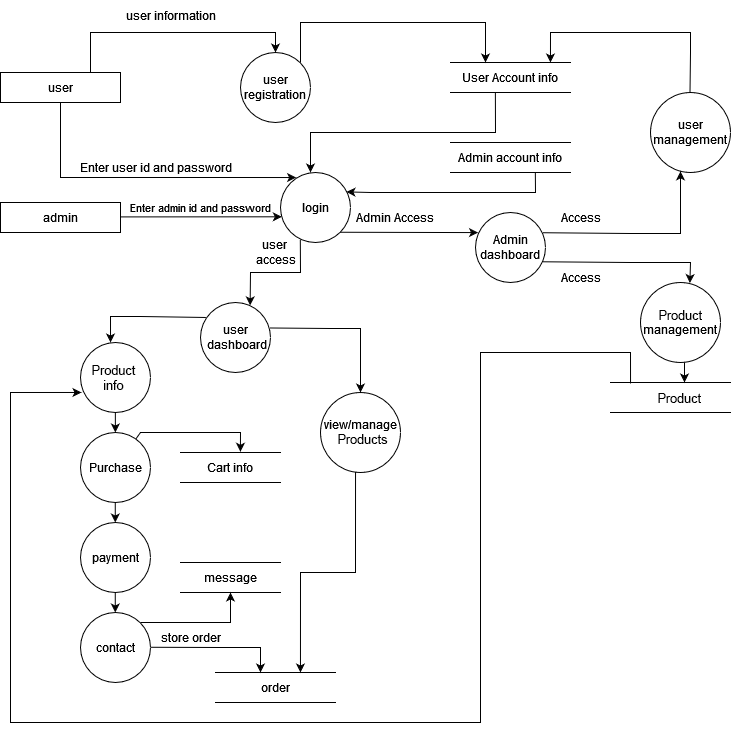 user information
user
registration
User Account info
user
user
management
Enter user id and password
Admin account info
admin
Enter admin id and password
login
Admin Access
Access
Admin
dashboard
Access
user
access
Product
management
user
dashboard
Product
info
Product
view/manage
Products
Purchase
Cart info
payment
message
contact
store order
order